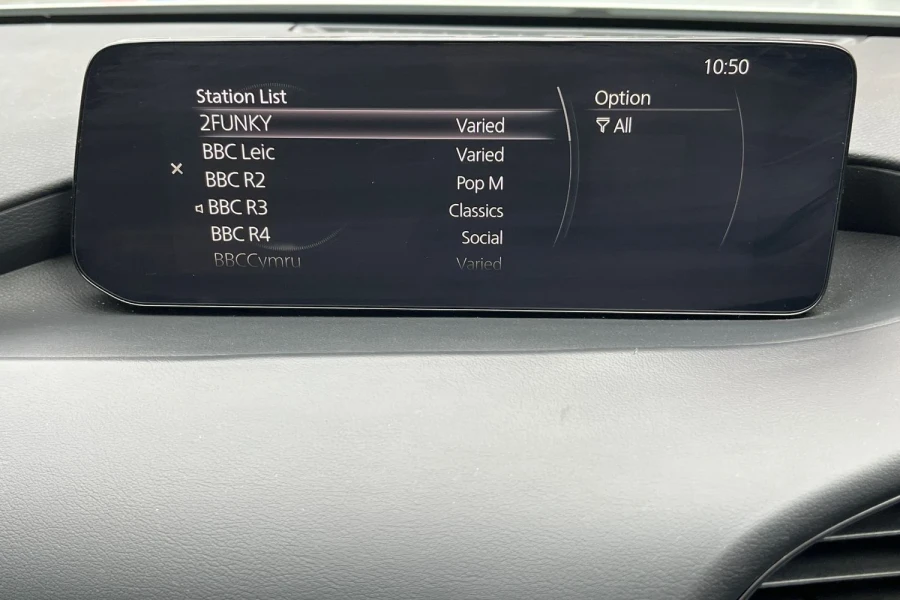 10:50
Station List
Option
2FUNKY Varied
All
BBC Leic Varied
BBC R2 Pop M
BBC R3 Classics
BBC R4 Social
BBCCymru Varied